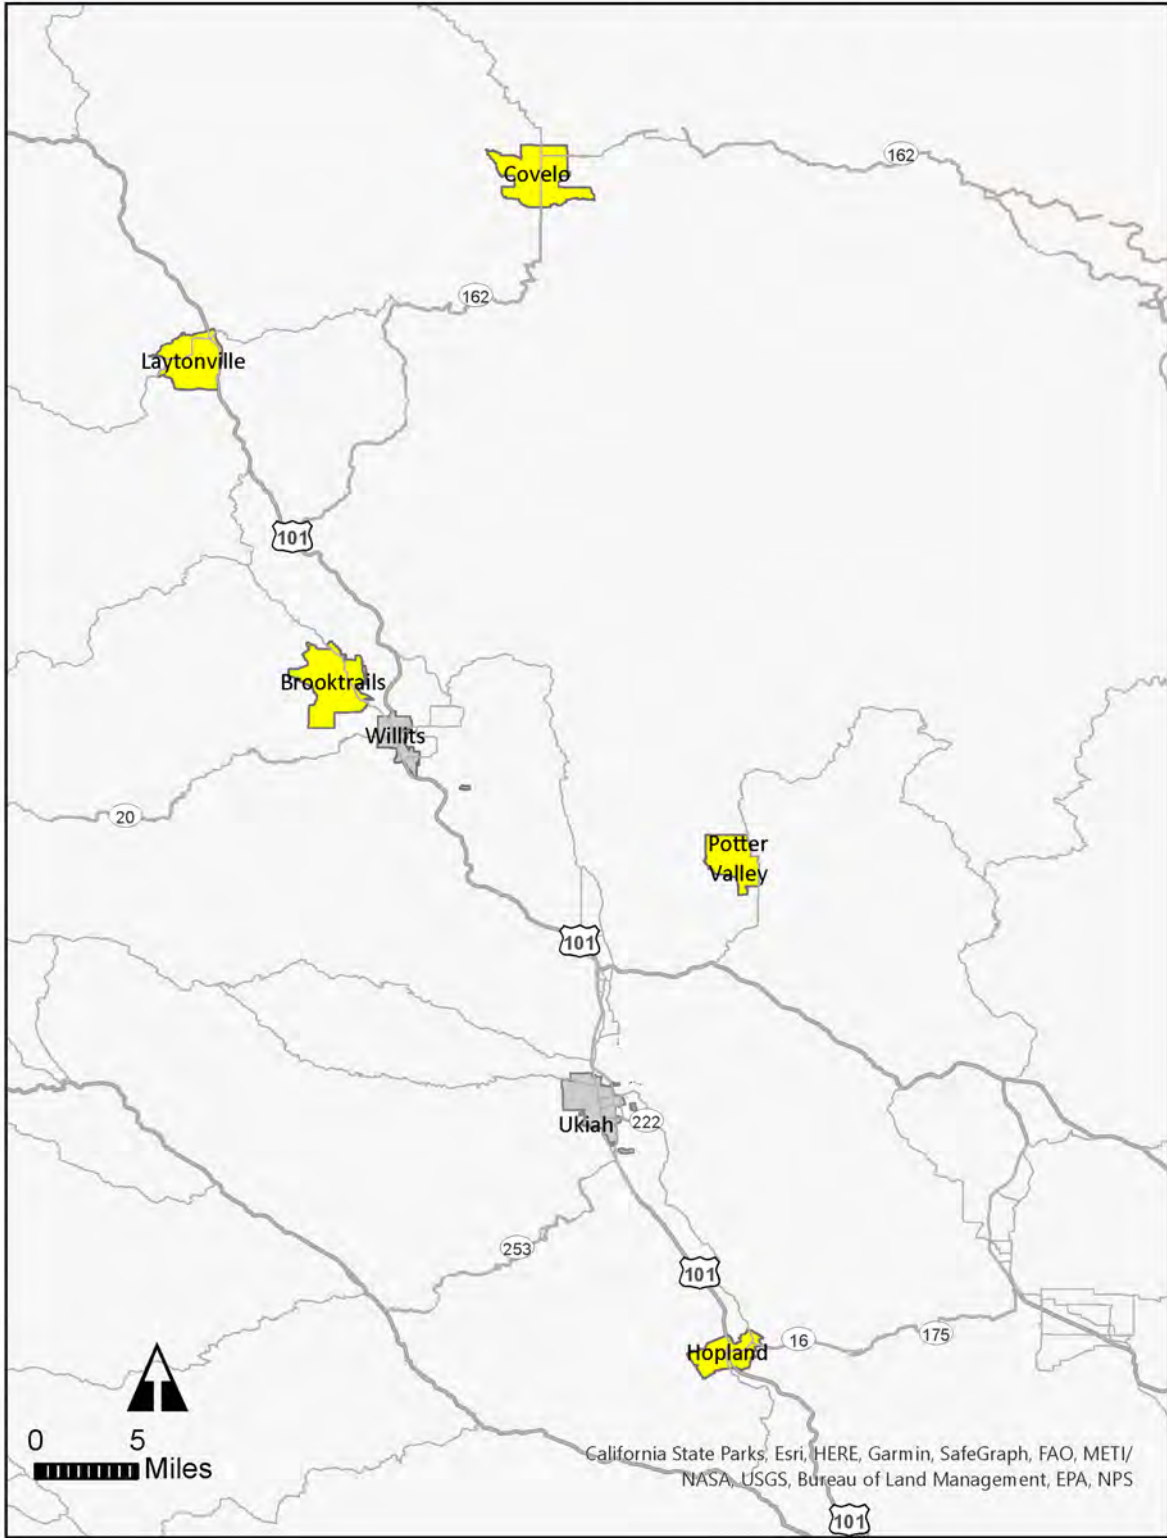 162
Covelo
162
Laytonville
101
Brooktrails
Willits
20
Potter
Valley
101
Ukiah
222
253
101
16
175
Hopland
0 5
Miles
California State Parks, Esri, HERE, Garmin, SafeGraph, FAO, METI/
NASA, USGS, Bureau of Land Management, EPA, NPS
101